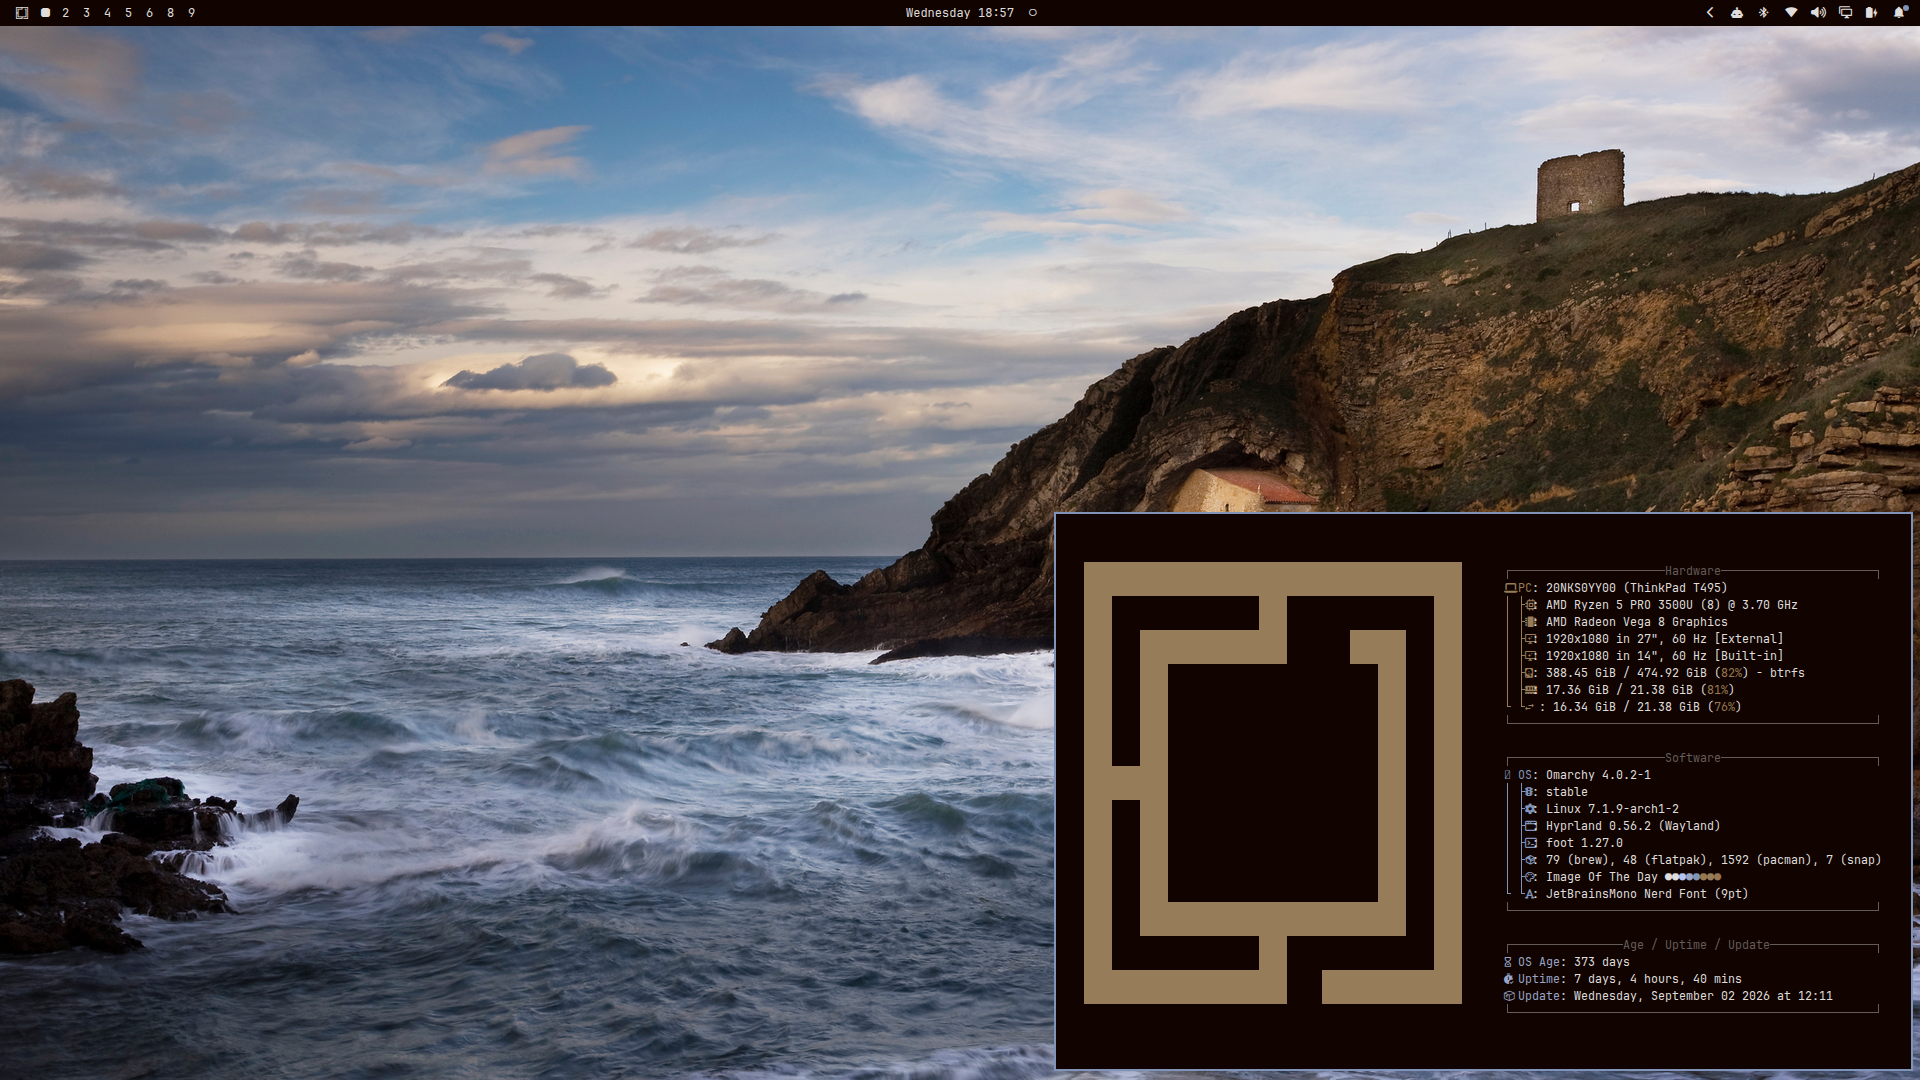 2 3 4 5 6 8 9
Wednesday 18:57
Hardware
PC: 20NKS0YY00 (ThinkPad T495)
: AMD Ryzen 5 PRO 3500U (8) @ 3.70 GHz
: AMD Radeon Vega 8 Graphics
: 1920x1080 in 27", 60 Hz [External]
: 1920x1080 in 14", 60 Hz [Built-in]
: 388.45 GiB / 474.92 GiB (82%) - btrfs
: 17.36 GiB / 21.38 GiB (81%)
: 16.34 GiB / 21.38 GiB (76%)
Software
OS: Omarchy 4.0.2-1
: stable
: Linux 7.1.9-arch1-2
: Hyprland 0.56.2 (Wayland)
: foot 1.27.0
: 79 (brew), 48 (flatpak), 1592 (pacman), 7 (snap)
: Image Of The Day
: JetBrainsMono Nerd Font (9pt)
Age / Uptime / Update
OS Age: 373 days
Uptime: 7 days, 4 hours, 40 mins
Update: Wednesday, September 02 2026 at 12:11